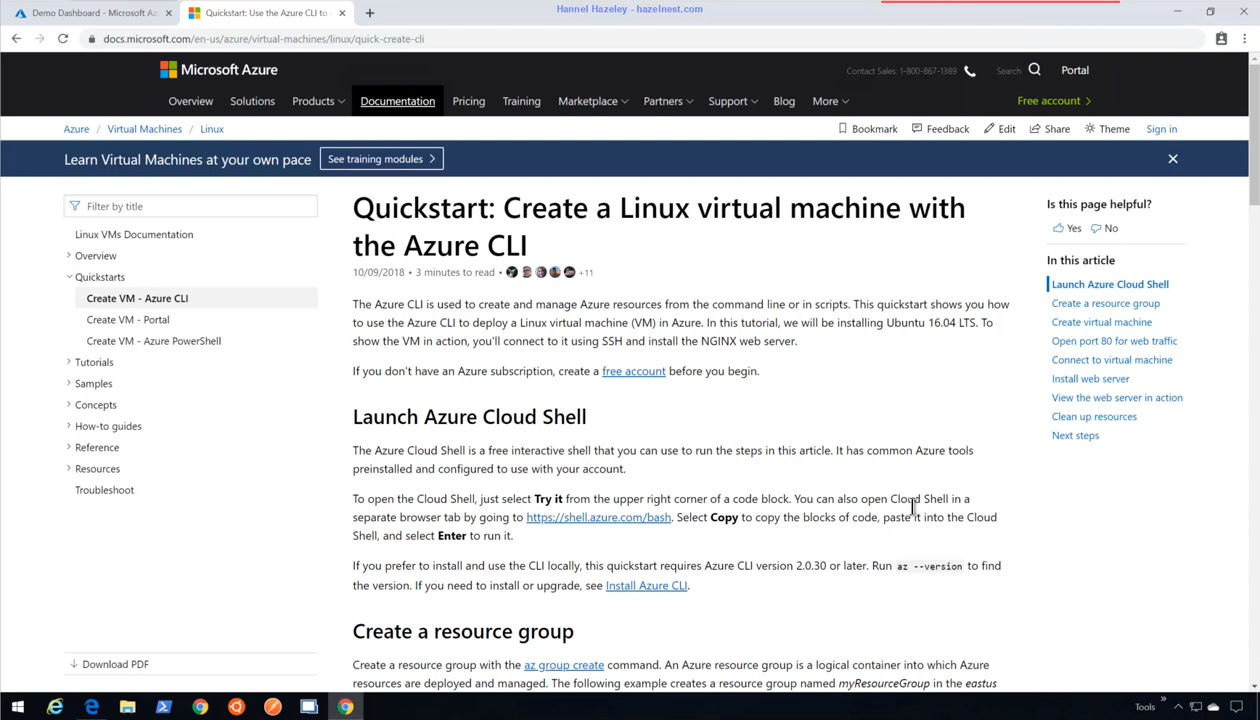 Demo Dashboard - Microsoft Az
Quickstart: Use the Azure CLI to
Hannel Hazeley - hazelnest.com
docs.microsoft.com/en-us/azure/virtual-machines/linux/quick-create-cli
Microsoft Azure
Contact Sales: 1-800-867-1389
Search
Portal
Overview
Solutions
Products
Documentation
Pricing
Training
Marketplace
Partners
Support
Blog
More
Free account
Azure / Virtual Machines / Linux
Bookmark
Feedback
Edit
Share
Theme
Sign in
Learn Virtual Machines at your own pace
See training modules
Filter by title
Linux VMs Documentation
Overview
Quickstarts
Create VM - Azure CLI
Create VM - Portal
Create VM - Azure PowerShell
Tutorials
Samples
Concepts
How-to guides
Reference
Resources
Troubleshoot
Download PDF
Quickstart: Create a Linux virtual machine with
the Azure CLI
10/09/2018 • 3 minutes to read • +11
The Azure CLI is used to create and manage Azure resources from the command line or in scripts. This quickstart shows you how
to use the Azure CLI to deploy a Linux virtual machine (VM) in Azure. In this tutorial, we will be installing Ubuntu 16.04 LTS. To
show the VM in action, you'll connect to it using SSH and install the NGINX web server.
If you don't have an Azure subscription, create a free account before you begin.
Launch Azure Cloud Shell
The Azure Cloud Shell is a free interactive shell that you can use to run the steps in this article. It has common Azure tools
preinstalled and configured to use with your account.
To open the Cloud Shell, just select Try it from the upper right corner of a code block. You can also open Cloud Shell in a
separate browser tab by going to https://shell.azure.com/bash. Select Copy to copy the blocks of code, paste it into the Cloud
Shell, and select Enter to run it.
If you prefer to install and use the CLI locally, this quickstart requires Azure CLI version 2.0.30 or later. Run az --version to find
the version. If you need to install or upgrade, see Install Azure CLI.
Create a resource group
Create a resource group with the az group create command. An Azure resource group is a logical container into which Azure
resources are deployed and managed. The following example creates a resource group named myResourceGroup in the eastus
Is this page helpful?
Yes
No
In this article
Launch Azure Cloud Shell
Create a resource group
Create virtual machine
Open port 80 for web traffic
Connect to virtual machine
Install web server
View the web server in action
Clean up resources
Next steps
Tools